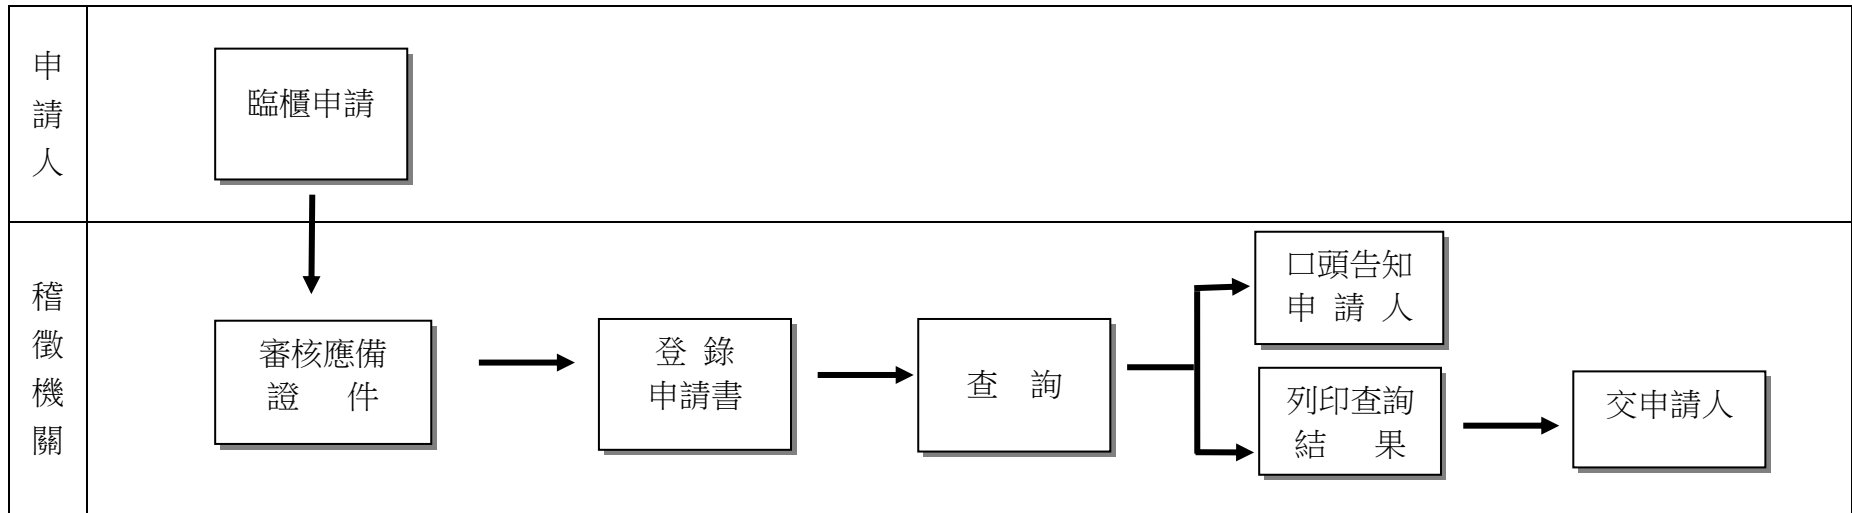 申請人
臨櫃申請
稽徵機關
審核應備
證 件
登 錄
申請書
查 詢
口頭告知
申 請 人
列印查詢
結 果
交申請人